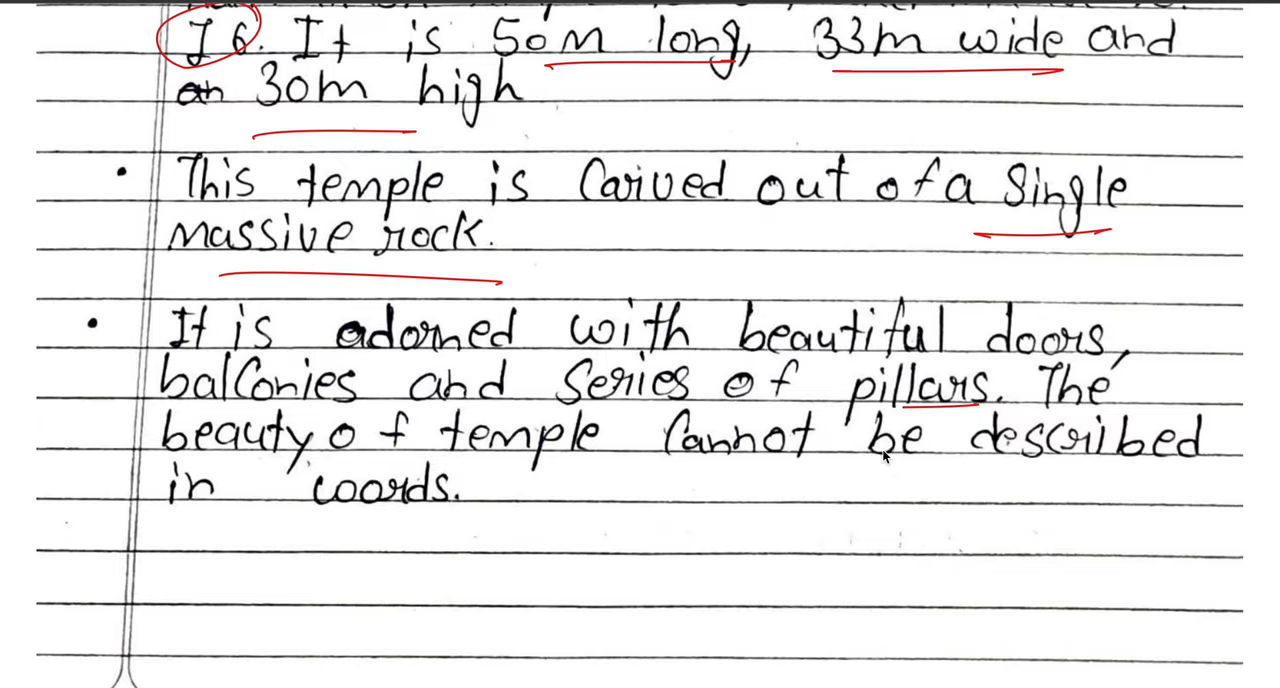 16. It is 50m long, 33m wide and
an 30m high
• This temple is Carved out of a Single
massive rock.
• It is adorned with beautiful doors,
balconies and Series of pillars. The
beauty of temple Cannot be described
in words.